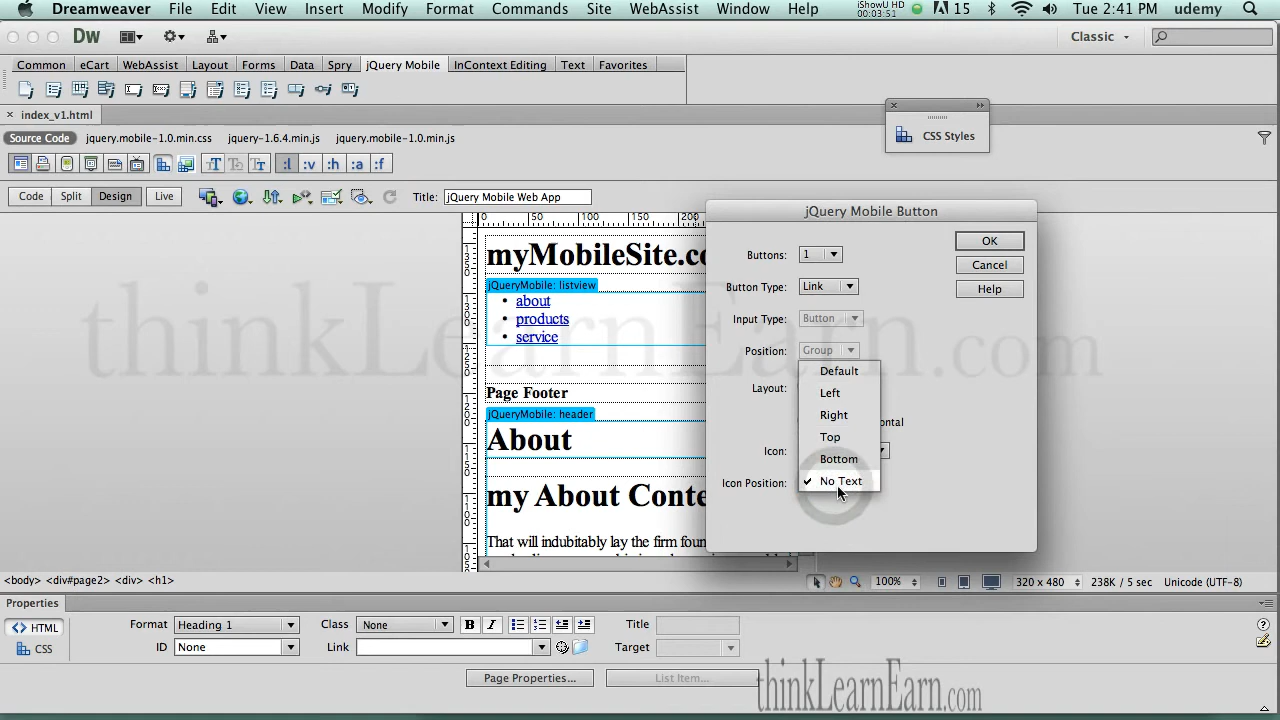 Dreamweaver File Edit View Insert Modify Format Commands Site WebAssist Window Help iShowU HD 00:03:51 15 Tue 2:41 PM udemy
Dw Classic
Common eCart WebAssist Layout Forms Data Spry jQuery Mobile InContext Editing Text Favorites
index_v1.html
CSS Styles
Source Code jquery.mobile-1.0.min.css jquery-1.6.4.min.js jquery.mobile-1.0.min.js
:l :v :h :a :f
Code Split Design Live Title: jQuery Mobile Web App
0 50 100 150 200
jQuery Mobile Button
Buttons: 1 OK
Cancel
Button Type: Link Help
Input Type: Button
Position: Group
Layout:
Icon:
Icon Position:
Default
Left
Right
Top
Bottom
No Text
myMobileSite.co
jQueryMobile: listview
• about
• products
• service
thinkLearnEarn.com
Page Footer
jQueryMobile: header
About
my About Conte
That will indubitably lay the firm foun
<body> <div#page2> <div> <h1> 100% 320 x 480 238K / 5 sec Unicode (UTF-8)
Properties
<> HTML Format Heading 1 Class None B I Title
CSS ID None Link Target
Page Properties... List Item...
thinkLearnEarn.com